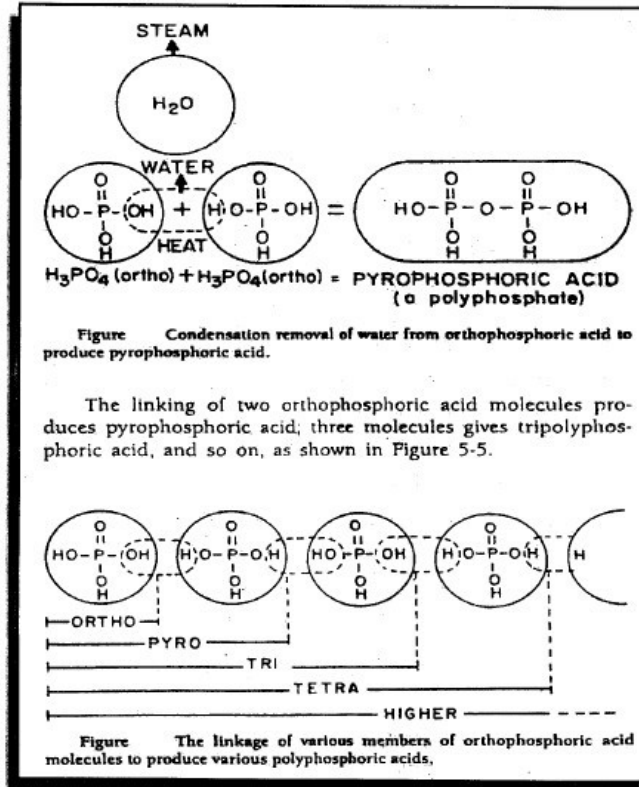 STEAM
H₂O
WATER
O O O O
HO-P-OH + HO-P-OH = HO-P-O-P-OH
O O O O
H HEAT H H H
H₃PO₄(ortho) + H₃PO₄(ortho) = PYROPHOSPHORIC ACID
(a polyphosphate)
Figure Condensation removal of water from orthophosphoric acid to
produce pyrophosphoric acid.
The linking of two orthophosphoric acid molecules pro-
duces pyrophosphoric acid; three molecules gives tripolyphos-
phoric acid, and so on, as shown in Figure 5-5.
O O O O
HO-P-OH HO-P-OH HO-P-OH HO-P-OH H
O O O O
H H H H
ORTHO
PYRO
TRI
TETRA
HIGHER
Figure The linkage of various members of orthophosphoric acid
molecules to produce various polyphosphoric acids,